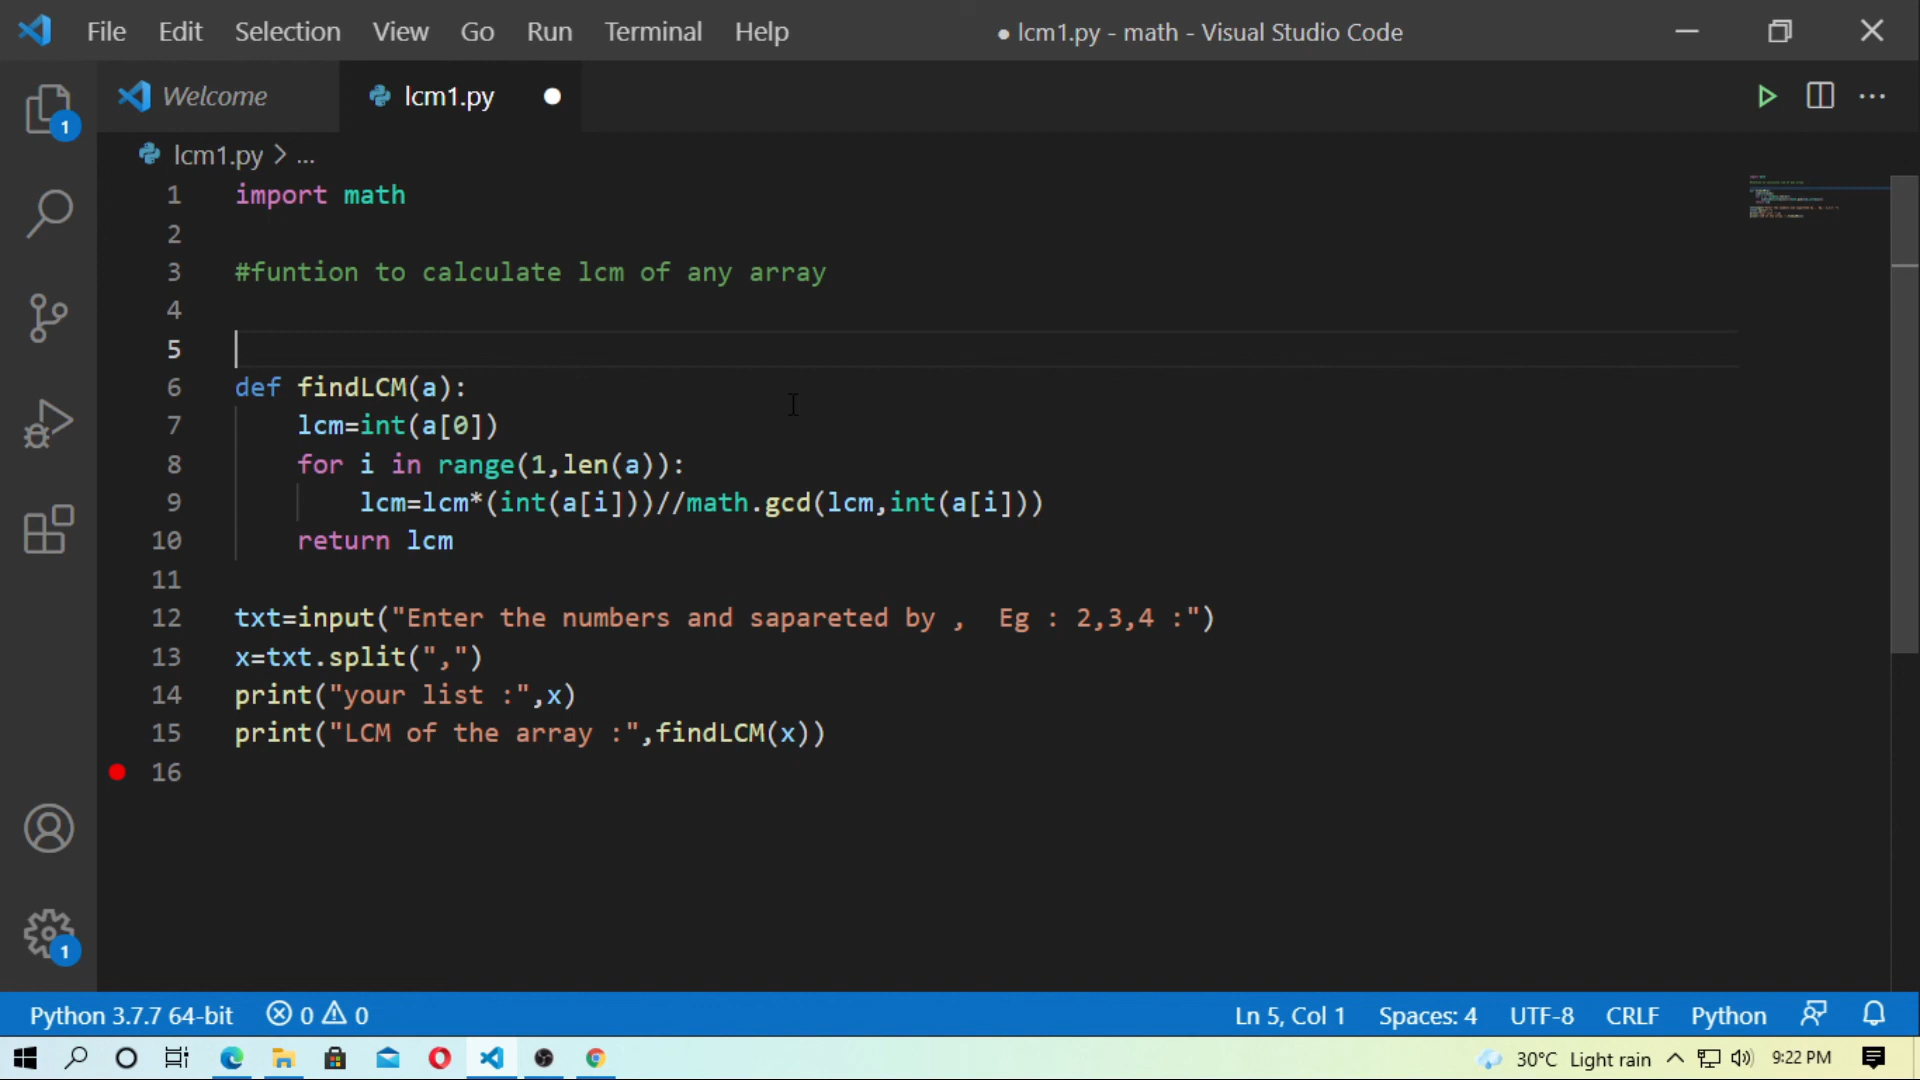 File Edit Selection View Go Run Terminal Help ● lcm1.py - math - Visual Studio Code
Welcome lcm1.py
1
lcm1.py > ...
1 import math
2
3 #funtion to calculate lcm of any array
4
5
6 def findLCM(a):
7 lcm=int(a[0])
8 for i in range(1,len(a)):
9 lcm=lcm*(int(a[i]))//math.gcd(lcm,int(a[i]))
10 return lcm
11
12 txt=input("Enter the numbers and sapareted by ,  Eg : 2,3,4 :")
13 x=txt.split(",")
14 print("your list :",x)
15 print("LCM of the array :",findLCM(x))
16
1
Python 3.7.7 64-bit 0 0 Ln 5, Col 1 Spaces: 4 UTF-8 CRLF Python
30°C Light rain 9:22 PM